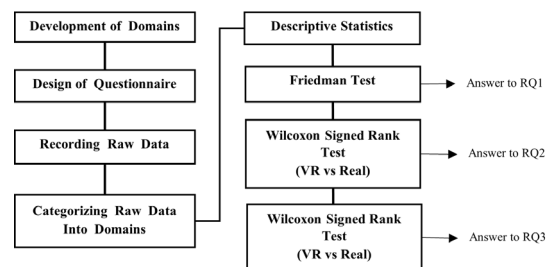 Development of Domains
Design of Questionnaire
Recording Raw Data
Categorizing Raw Data
Into Domains
Descriptive Statistics
Friedman Test
Answer to RQ1
Wilcoxon Signed Rank
Test
(VR vs Real)
Answer to RQ2
Wilcoxon Signed Rank
Test
(VR vs Real)
Answer to RQ3